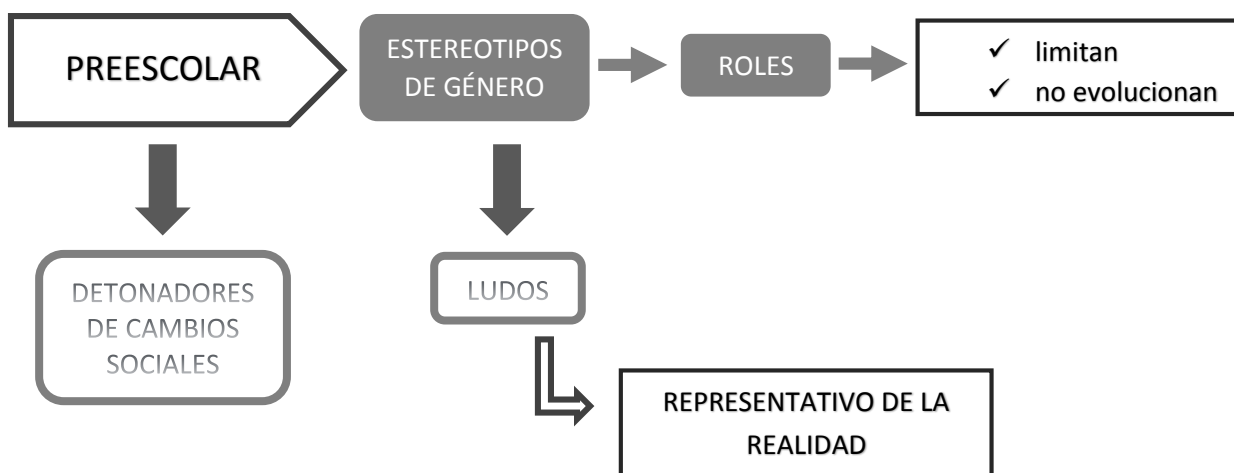 PREESCOLAR
ESTEREOTIPOS
DE GÉNERO
ROLES
✓ limitan
✓ no evolucionan
DETONADORES
DE CAMBIOS
SOCIALES
LUDOS
REPRESENTATIVO DE LA
REALIDAD